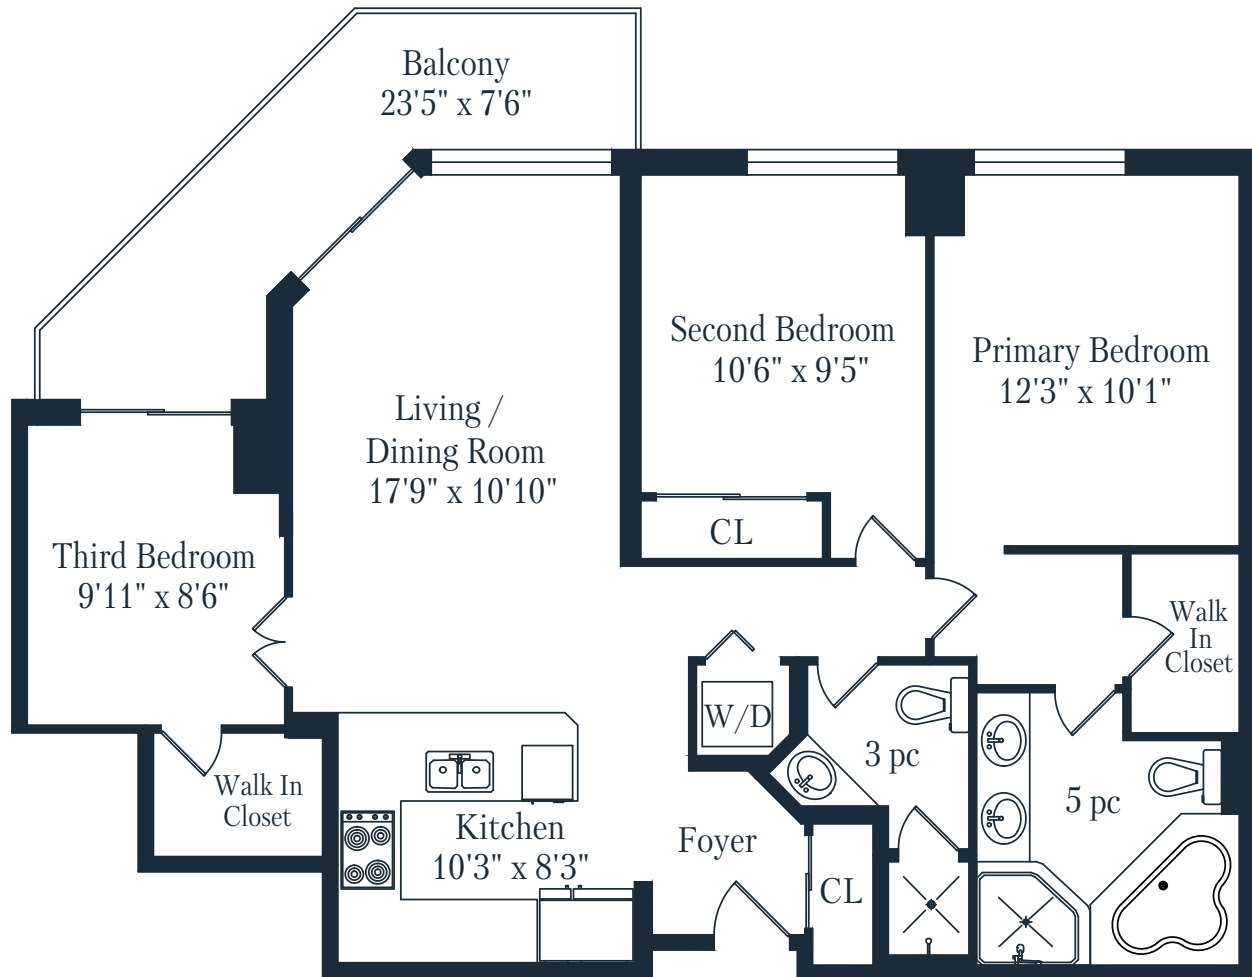 Balcony
23'5" x 7'6"
Second Bedroom
10'6" x 9'5"
Primary Bedroom
12'3" x 10'1"
Living /
Dining Room
17'9" x 10'10"
CL
Third Bedroom
9'11" x 8'6"
Walk
In
Closet
W/D
3 pc
5 pc
Walk In
Closet
Kitchen
10'3" x 8'3"
Foyer
CL